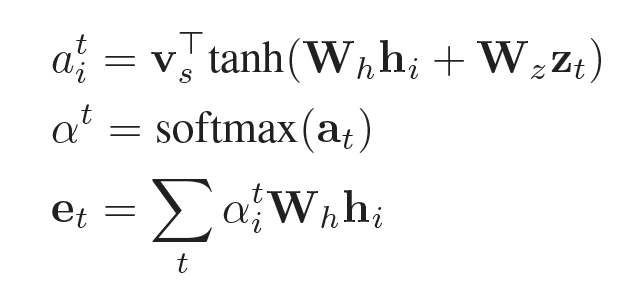 a_i^t = v_s^⊤ tanh(W_h h_i + W_z z_t)
α^t = softmax(a_t)
e_t = ∑_t α_i^t W_h h_i